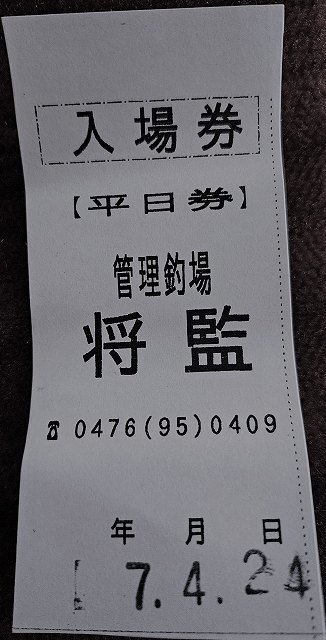 入場券
【平日券】
管理釣場
将監
☎0476(95)0409
年 月 日
7.4.24